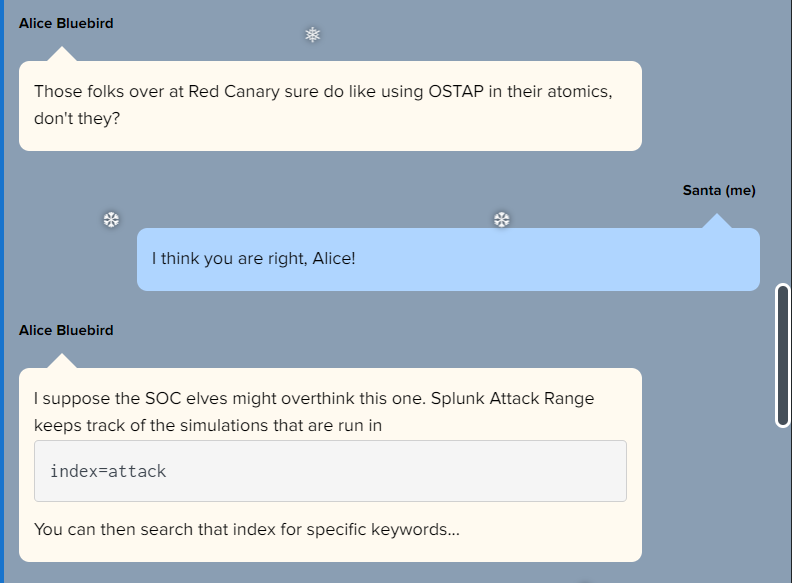 Alice Bluebird
Those folks over at Red Canary sure do like using OSTAP in their atomics,
don't they?
Santa (me)
I think you are right, Alice!
Alice Bluebird
I suppose the SOC elves might overthink this one. Splunk Attack Range
keeps track of the simulations that are run in
index=attack
You can then search that index for specific keywords...